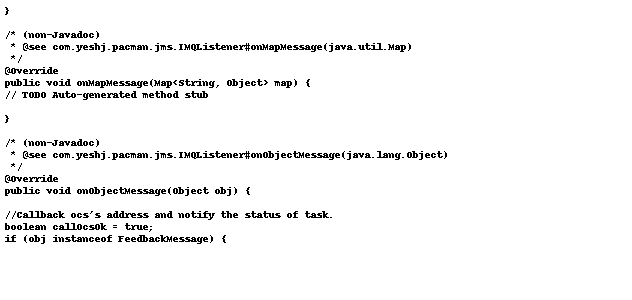 }
/* (non-Javadoc)
 * @see com.yeshj.pacman.jms.IMQListener#onMapMessage(java.util.Map)
 */
@Override
public void onMapMessage(Map<String, Object> map) {
// TODO Auto-generated method stub
}
/* (non-Javadoc)
 * @see com.yeshj.pacman.jms.IMQListener#onObjectMessage(java.lang.Object)
 */
@Override
public void onObjectMessage(Object obj) {
//Callback ocs's address and notify the status of task.
boolean callOcsOk = true;
if (obj instanceof FeedbackMessage) {